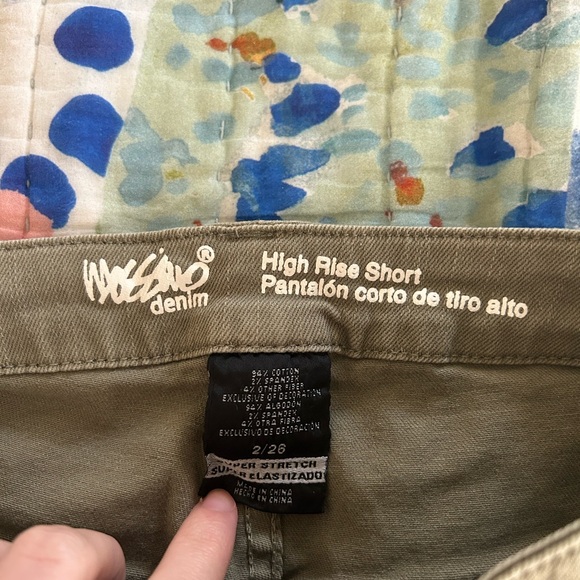 mossimo®
denim
High Rise Short
Pantalón corto de tiro alto
94% COTTON
2% SPANDEX
4% OTHER FIBER
EXCLUSIVE OF DECORATION
94% ALGODON
2% SPANDEX
4% OTRA FIBRA
EXCLUSIVO DE DECORACIÓN
2/26
SUPER STRETCH
SUPER ELASTIZADO
MADE IN CHINA
HECHO EN CHINA